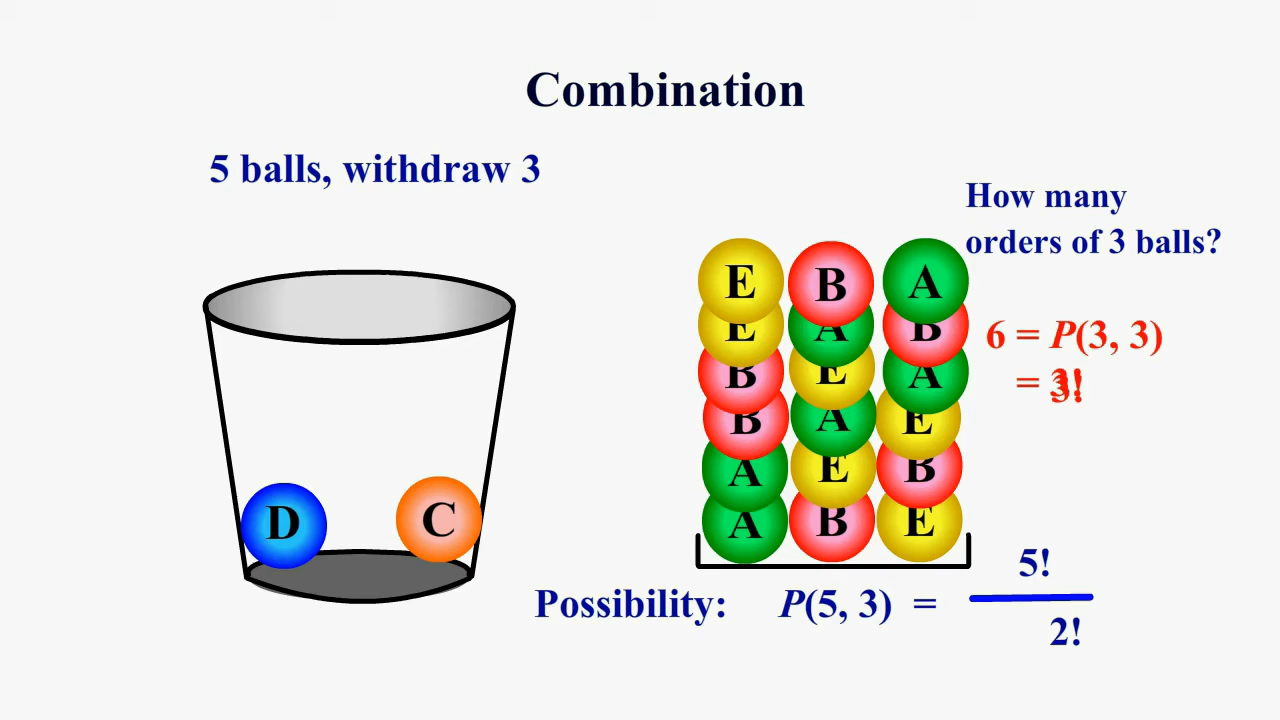 Combination
5 balls, withdraw 3
How many
orders of 3 balls?
E B A
E A B
B E A
B A E
A E B
A B E
6 = P(3, 3)
= 3!
D C
5!
Possibility: P(5, 3) =
2!